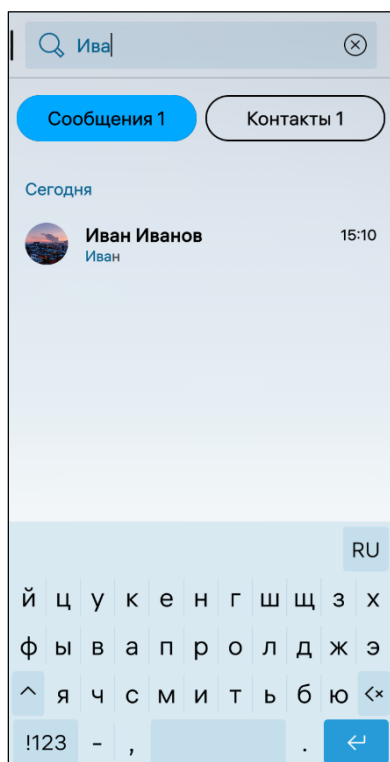 Ива
Сообщения 1 Контакты 1
Сегодня
Иван Иванов 15:10
Иван
RU
й ц у к е н г ш щ з х
ф ы в а п р о л д ж э
я ч с м и т ь б ю
!123 - , .